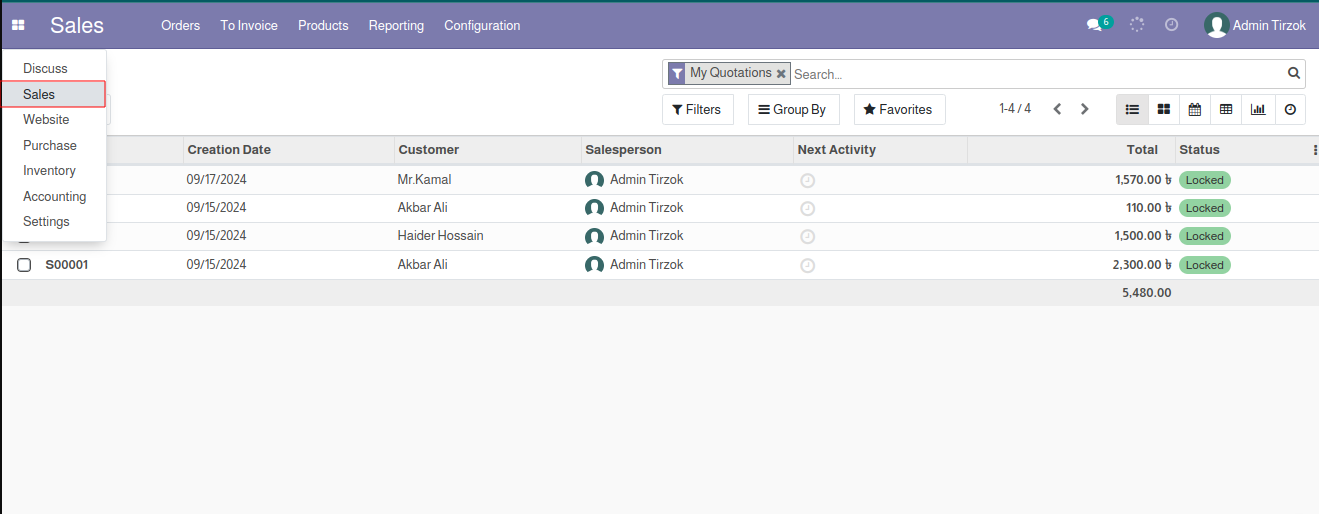 Sales Orders To Invoice Products Reporting Configuration 6 Admin Tirzok
Discuss
Sales
Website
Purchase
Inventory
Accounting
Settings
My Quotations Search...
Filters Group By Favorites 1-4 / 4
Creation Date Customer Salesperson Next Activity Total Status
09/17/2024 Mr.Kamal Admin Tirzok 1,570.00 ৳ Locked
09/15/2024 Akbar Ali Admin Tirzok 110.00 ৳ Locked
09/15/2024 Haider Hossain Admin Tirzok 1,500.00 ৳ Locked
S00001 09/15/2024 Akbar Ali Admin Tirzok 2,300.00 ৳ Locked
5,480.00